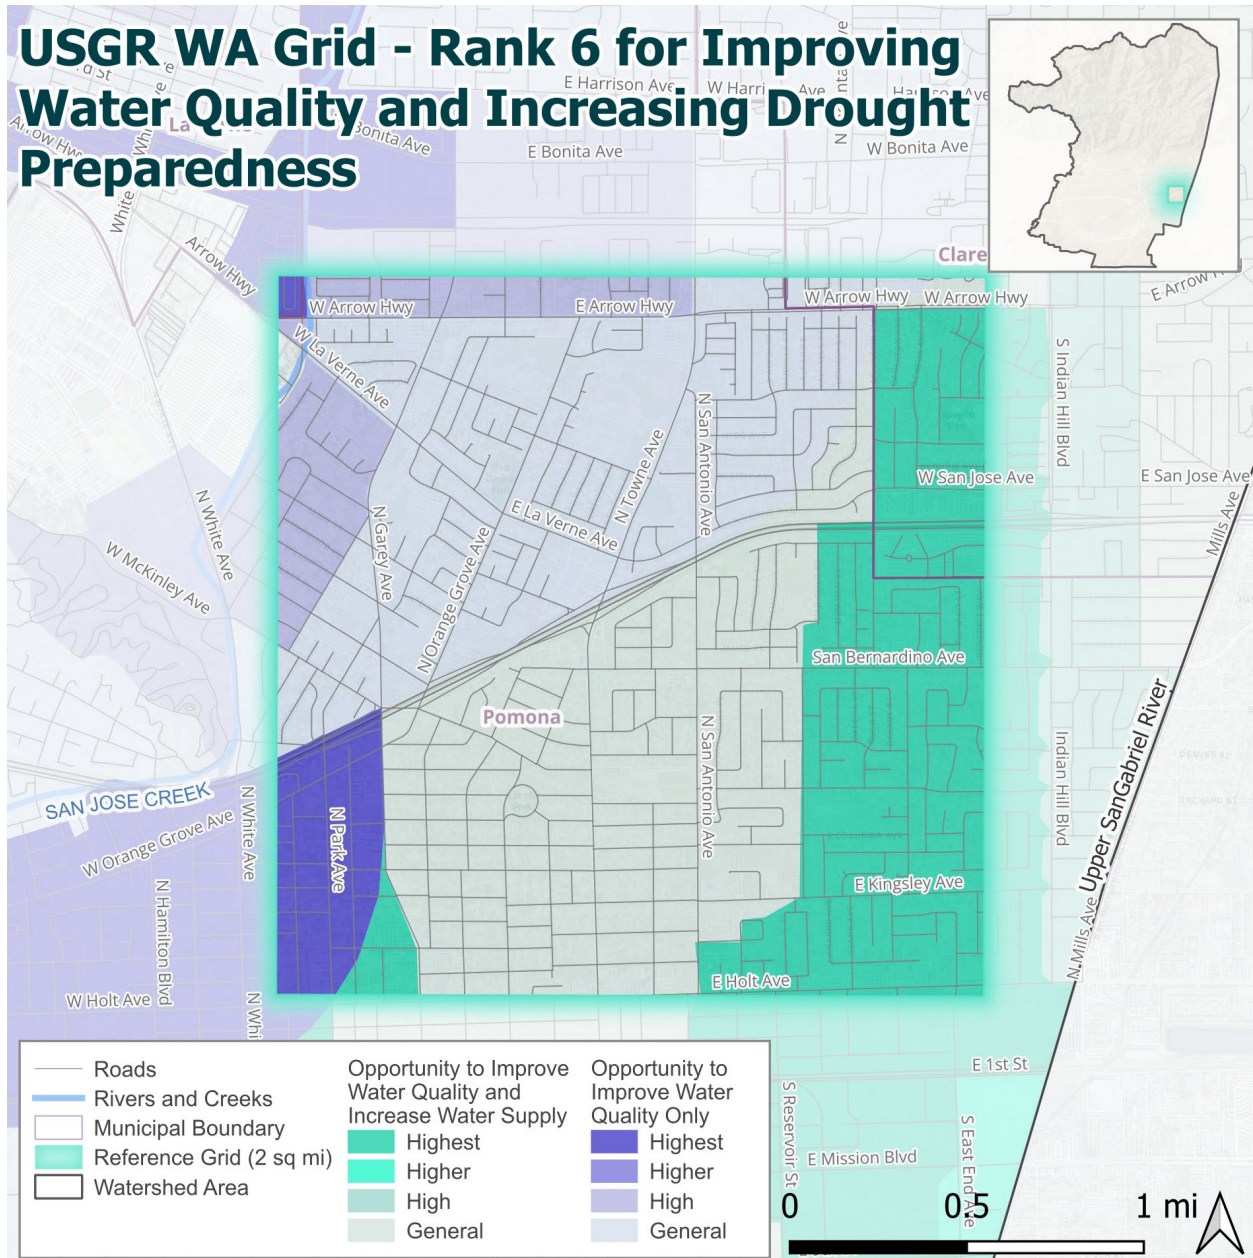 USGR WA Grid - Rank 6 for Improving
Water Quality and Increasing Drought
Preparedness
E Harrison Ave
W Bonita Ave
E Bonita Ave
Bonita Ave
Arrow Hwy
White
Arrow Hwy
Clare
E Arrow
W Arrow Hwy
E Arrow Hwy
W Arrow Hwy
W Arrow Hwy
W La Verne Ave
S Indian Hill Blvd
N San Antonio Ave
N Towne Ave
W San Jose Ave
E San Jose Ave
N White Ave
N Garey Ave
E La Verne Ave
Mills Ave
W McKinley Ave
N Orange Grove Ave
San Bernardino Ave
Pomona
N San Antonio Ave
Indian Hill Blvd
Upper SanGabriel River
SAN JOSE CREEK
N White Ave
N Park Ave
W Orange Grove Ave
E Kingsley Ave
N Hamilton Blvd
N Mills Ave
E Holt Ave
W Holt Ave
N Whi
E 1st St
S Reservoir St
E Mission Blvd
S East End Ave
Roads
Rivers and Creeks
Municipal Boundary
Reference Grid (2 sq mi)
Watershed Area
Opportunity to Improve
Water Quality and
Increase Water Supply
Highest
Higher
High
General
Opportunity to
Improve Water
Quality Only
Highest
Higher
High
General
0
0.5
1 mi